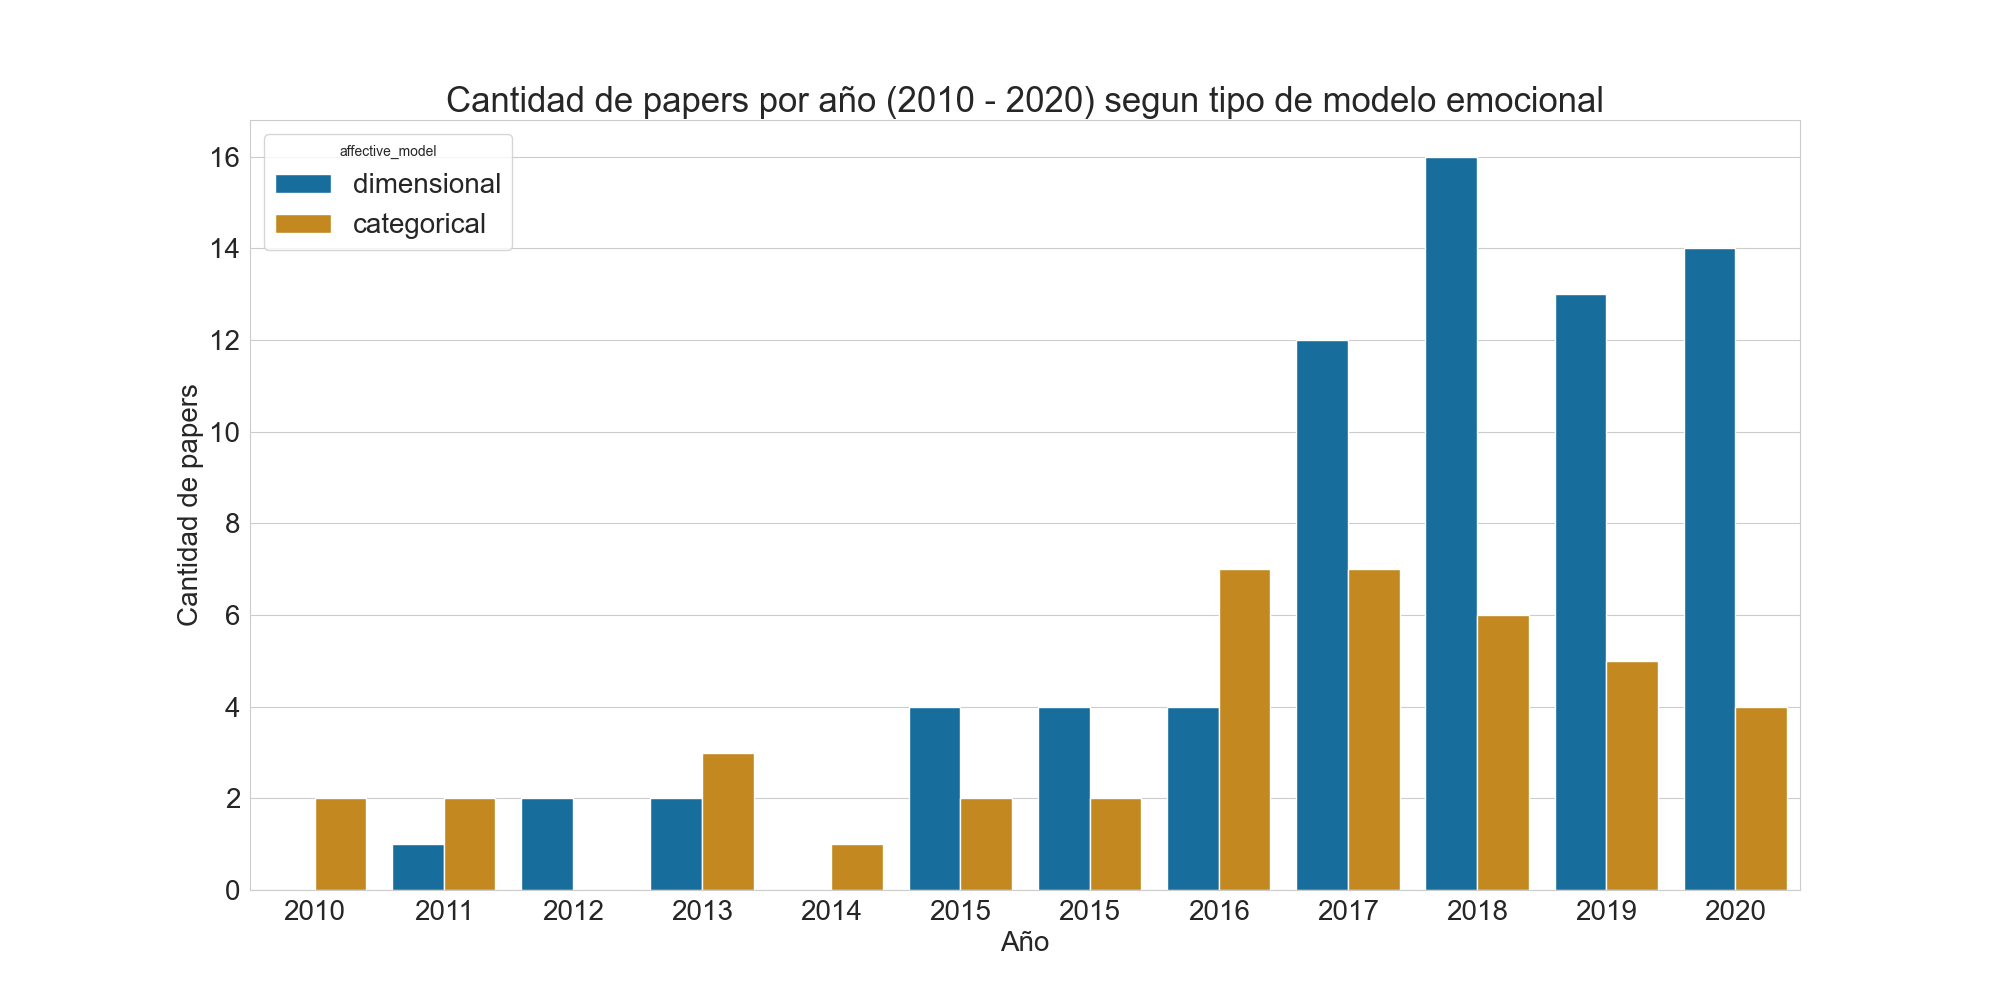 Cantidad de papers por año (2010 - 2020) segun tipo de modelo emocional
affective_model
dimensional
categorical
16
14
12
10
8
6
4
2
0
Cantidad de papers
2010 2011 2012 2013 2014 2015 2015 2016 2017 2018 2019 2020
Año